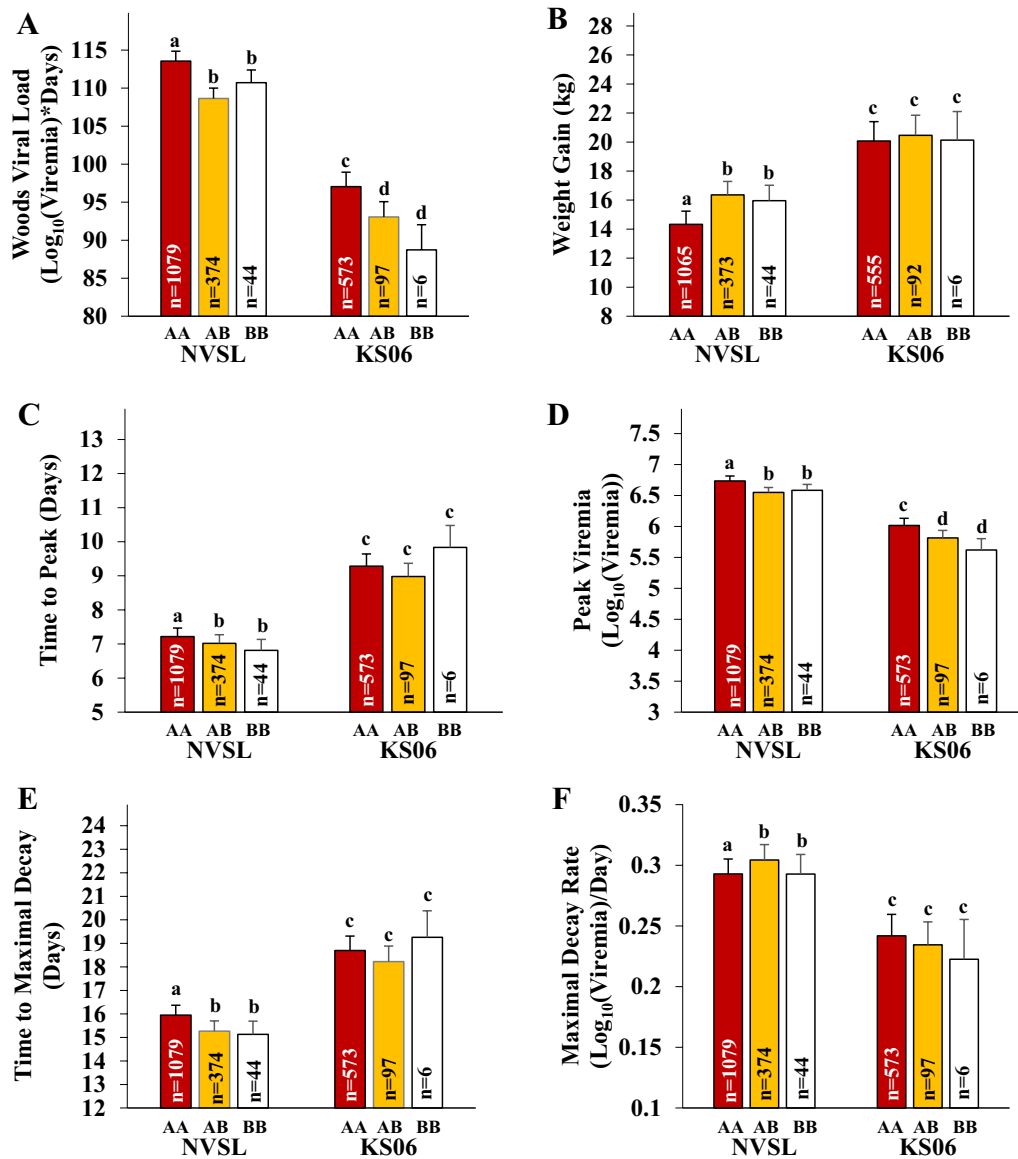 A
Woods Viral Load
(Log₁₀(Viremia)*Days
115
110
105
100
95
90
85
80
a
b
b
c
d
d
n=1079
n=374
n=44
n=573
n=97
n=6
AA AB BB AA AB BB
NVSL KS06
B
Weight Gain (kg)
28
26
24
22
20
18
16
14
12
10
8
a
b
b
c
c
c
n=1065
n=373
n=44
n=555
n=92
n=6
AA AB BB AA AB BB
NVSL KS06
C
Time to Peak (Days)
13
12
11
10
9
8
7
6
5
a
b
b
c
c
c
n=1079
n=374
n=44
n=573
n=97
n=6
AA AB BB AA AB BB
NVSL KS06
D
Peak Viremia
(Log₁₀(Viremia))
7.5
7
6.5
6
5.5
5
4.5
4
3.5
3
a
b
b
c
d
d
n=1079
n=374
n=44
n=573
n=97
n=6
AA AB BB AA AB BB
NVSL KS06
E
Time to Maximal Decay
(Days)
24
23
22
21
20
19
18
17
16
15
14
13
12
a
b
b
c
c
c
n=1079
n=374
n=44
n=573
n=97
n=6
AA AB BB AA AB BB
NVSL KS06
F
Maximal Decay Rate
(Log₁₀(Viremia)/Day)
0.35
0.3
0.25
0.2
0.15
0.1
a
b
b
c
c
c
n=1079
n=374
n=44
n=573
n=97
n=6
AA AB BB AA AB BB
NVSL KS06